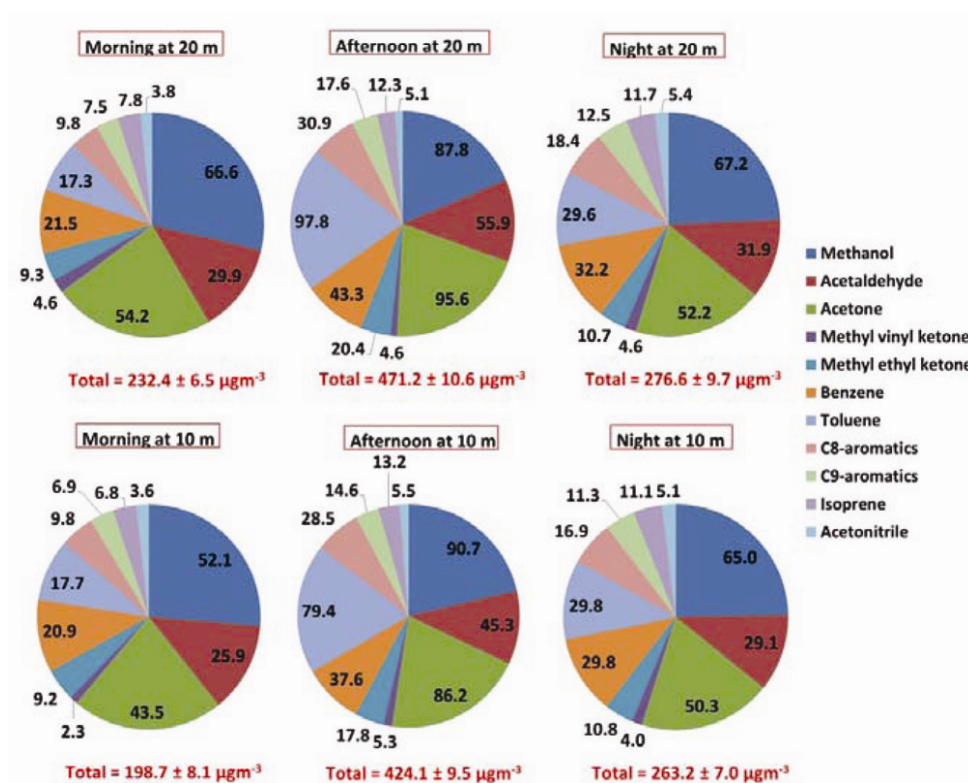 Morning at 20 m
Afternoon at 20 m
Night at 20 m
3.8
7.8
7.5
9.8
17.3
21.5
9.3
4.6
54.2
29.9
66.6
5.1
12.3
17.6
30.9
97.8
43.3
20.4
4.6
95.6
55.9
87.8
5.4
11.7
12.5
18.4
29.6
32.2
10.7
4.6
52.2
31.9
67.2
Total = 232.4 ± 6.5 µgm⁻³
Total = 471.2 ± 10.6 µgm⁻³
Total = 276.6 ± 9.7 µgm⁻³
Methanol
Acetaldehyde
Acetone
Methyl vinyl ketone
Methyl ethyl ketone
Benzene
Toluene
C8-aromatics
C9-aromatics
Isoprene
Acetonitrile
Morning at 10 m
Afternoon at 10 m
Night at 10 m
3.6
6.8
6.9
9.8
17.7
20.9
9.2
2.3
43.5
25.9
52.1
5.5
13.2
14.6
28.5
79.4
37.6
17.8
5.3
86.2
45.3
90.7
5.1
11.1
11.3
16.9
29.8
29.8
10.8
4.0
50.3
29.1
65.0
Total = 198.7 ± 8.1 µgm⁻³
Total = 424.1 ± 9.5 µgm⁻³
Total = 263.2 ± 7.0 µgm⁻³